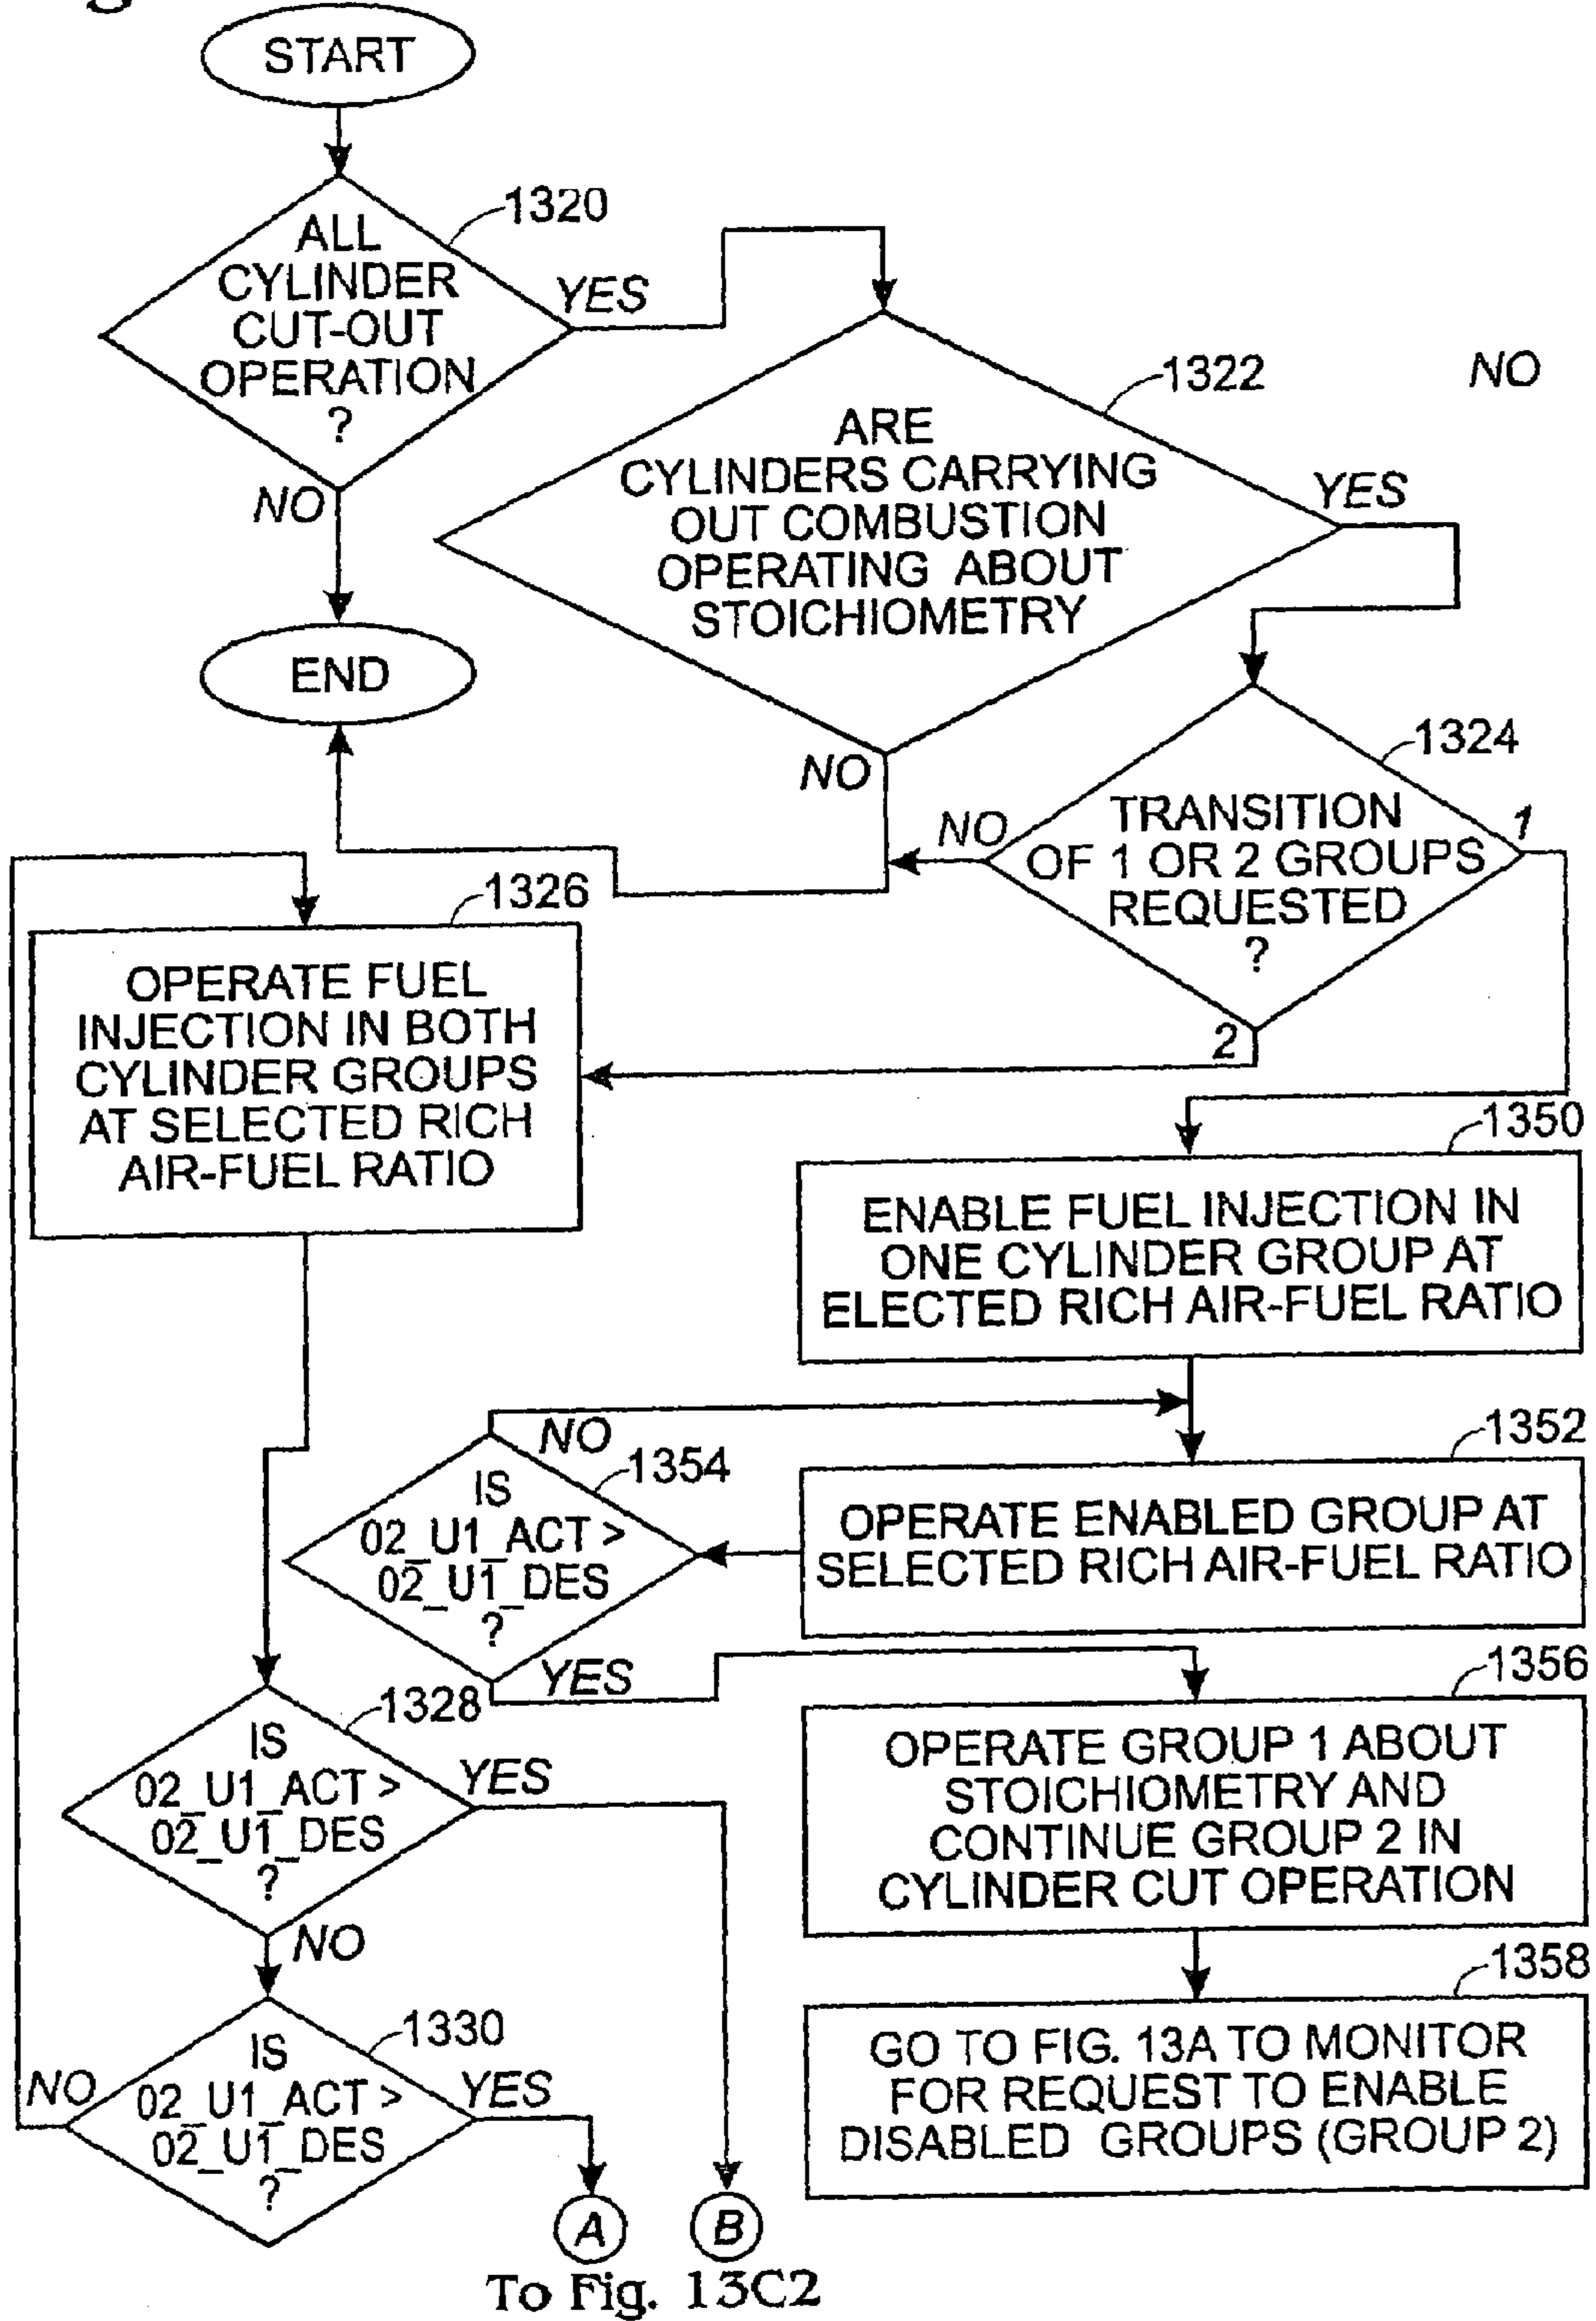 g
START
1320
ALL
CYLINDER
CUT-OUT
OPERATION
?
YES
NO
1322
NO
ARE
CYLINDERS CARRYING
OUT COMBUSTION
OPERATING ABOUT
STOICHIOMETRY
YES
NO
END
1324
TRANSITION
OF 1 OR 2 GROUPS
REQUESTED
?
NO
1
2
1326
OPERATE FUEL
INJECTION IN BOTH
CYLINDER GROUPS
AT SELECTED RICH
AIR-FUEL RATIO
1350
ENABLE FUEL INJECTION IN
ONE CYLINDER GROUP AT
ELECTED RICH AIR-FUEL RATIO
1352
OPERATE ENABLED GROUP AT
SELECTED RICH AIR-FUEL RATIO
NO
1354
IS
02_U1_ACT >
02_U1_DES
?
YES
1356
OPERATE GROUP 1 ABOUT
STOICHIOMETRY AND
CONTINUE GROUP 2 IN
CYLINDER CUT OPERATION
1328
IS
02_U1_ACT >
02_U1_DES
?
YES
NO
1358
GO TO FIG. 13A TO MONITOR
FOR REQUEST TO ENABLE
DISABLED GROUPS (GROUP 2)
1330
IS
02_U1_ACT >
02_U1_DES
?
NO
YES
A
B
To Fig. 13C2